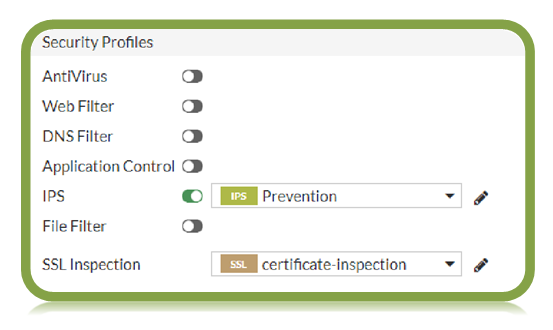 Security Profiles
AntiVirus
Web Filter
DNS Filter
Application Control
IPS IPS Prevention
File Filter
SSL Inspection SSL certificate-inspection